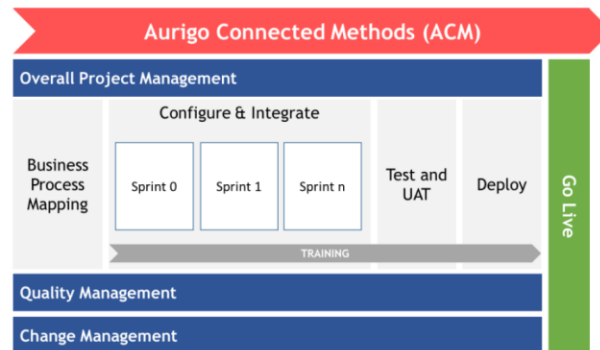 Aurigo Connected Methods (ACM)
Overall Project Management
Configure & Integrate
Business
Process
Mapping
Sprint 0
Sprint 1
Sprint n
Test and
UAT
Deploy
TRAINING
Go Live
Quality Management
Change Management